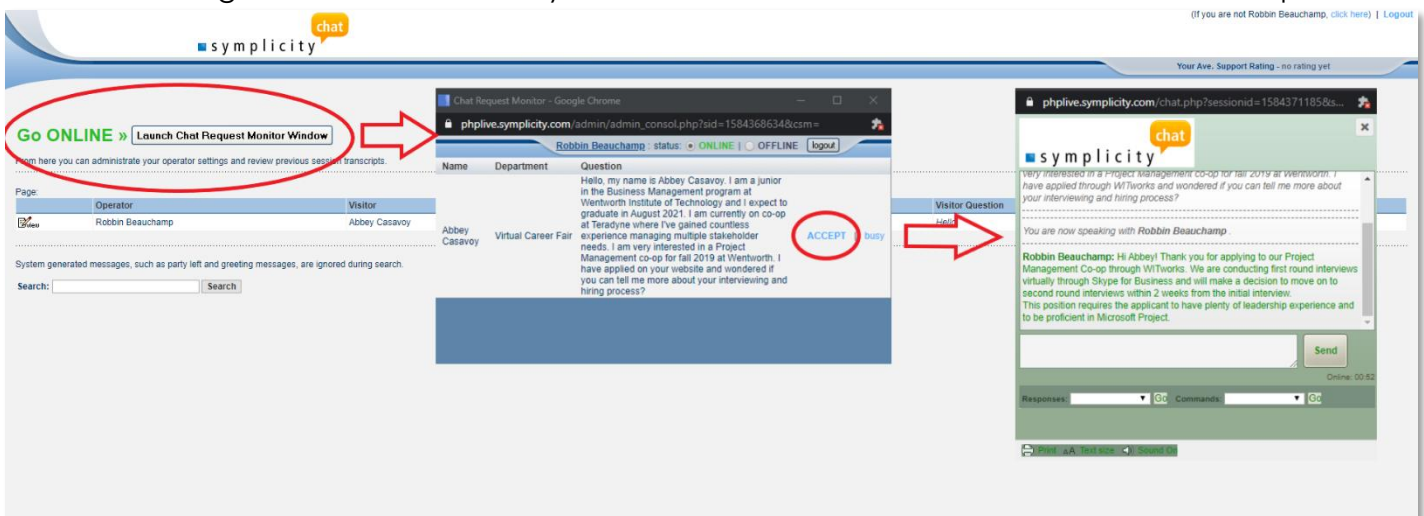 (If you are not Robbin Beauchamp, click here) | Logout
chat
symplicity
Your Ave. Support Rating - no rating yet
Go ONLINE » Launch Chat Request Monitor Window
From here you can administrate your operator settings and review previous session transcripts.
Page:
Operator Visitor Visitor Question
View Robbin Beauchamp Abbey Casavoy Hello
System generated messages, such as party left and greeting messages, are ignored during search.
Search: Search
Chat Request Monitor - Google Chrome
phplive.symplicity.com/admin/admin_consol.php?sid=1584368634&csm=
Robbin Beauchamp : status: ONLINE | OFFLINE logout
Name Department Question
Hello, my name is Abbey Casavoy. I am a junior
in the Business Management program at
Wentworth Institute of Technology and I expect to
graduate in August 2021. I am currently on co-op
at Teradyne where I've gained countless
Abbey Casavoy Virtual Career Fair experience managing multiple stakeholder ACCEPT | busy
needs. I am very interested in a Project
Management co-op for fall 2019 at Wentworth. I
have applied on your website and wondered if
you can tell me more about your interviewing and
hiring process?
phplive.symplicity.com/chat.php?sessionid=1584371185&s...
chat
symplicity
very interested in a Project Management co-op for fall 2019 at Wentworth. I
have applied through WITworks and wondered if you can tell me more about
your interviewing and hiring process?
You are now speaking with Robbin Beauchamp .
Robbin Beauchamp: Hi Abbey! Thank you for applying to our Project
Management Co-op through WITworks. We are conducting first round interviews
virtually through Skype for Business and will make a decision to move on to
second round interviews within 2 weeks from the initial interview.
This position requires the applicant to have plenty of leadership experience and
to be proficient in Microsoft Project.
Send
Online: 00:52
Responses: Go Commands: Go
Print AA Text size Sound On